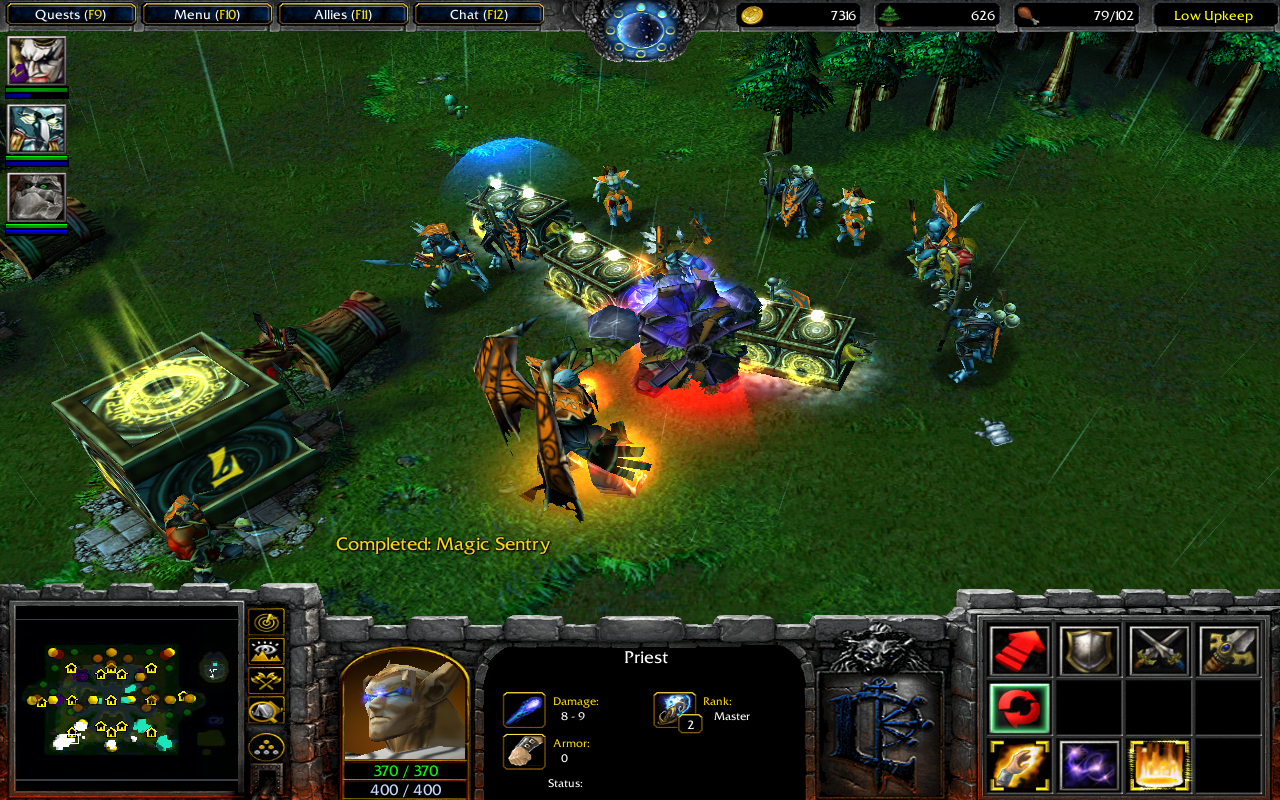 Quests (F9)
Menu (F10)
Allies (F11)
Chat (F12)
7316
626
79/102
Low Upkeep
Completed: Magic Sentry
Priest
Damage:
8 - 9
Rank:
Master
2
Armor:
0
Status:
370 / 370
400 / 400